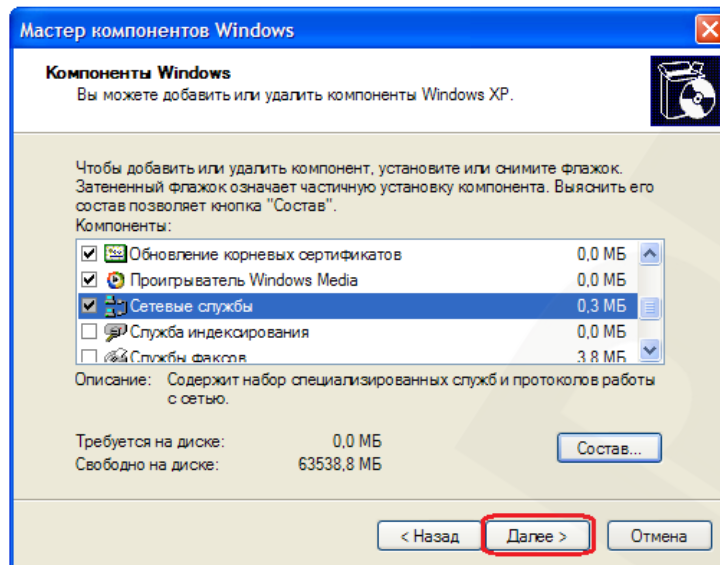 Мастер компонентов Windows
Компоненты Windows
Вы можете добавить или удалить компоненты Windows XP.
Чтобы добавить или удалить компонент, установите или снимите флажок.
Затененный флажок означает частичную установку компонента. Выяснить его
состав позволяет кнопка "Состав".
Компоненты:
Обновление корневых сертификатов 0,0 МБ
Проигрыватель Windows Media 0,0 МБ
Сетевые службы 0,3 МБ
Служба индексирования 0,0 МБ
Службы факсов 3,8 МБ
Описание: Содержит набор специализированных служб и протоколов работы
с сетью.
Требуется на диске: 0,0 МБ
Свободно на диске: 63538,8 МБ
Состав...
< Назад Далее > Отмена